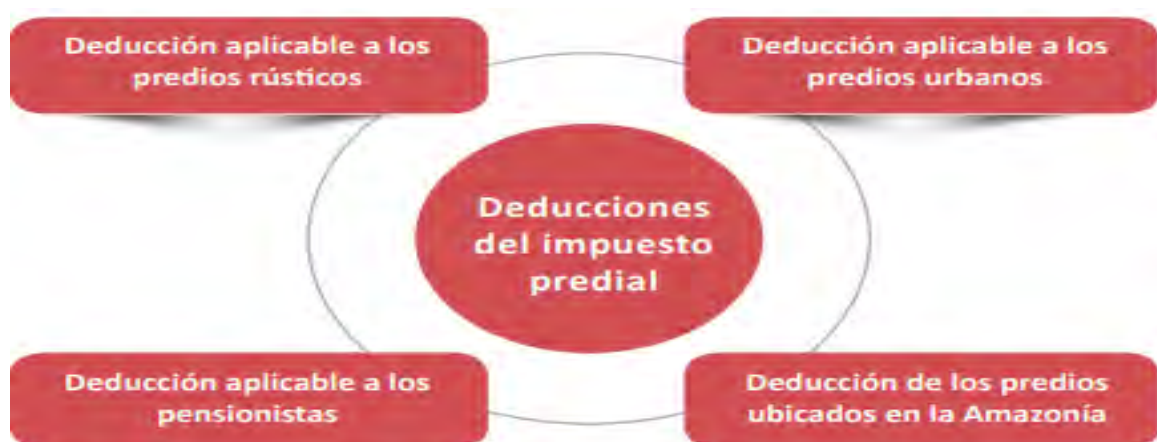 Deducción aplicable a los
predios rústicos
Deducción aplicable a los
predios urbanos
Deducciones
del impuesto
predial
Deducción aplicable a los
pensionistas
Deducción de los predios
ubicados en la Amazonía